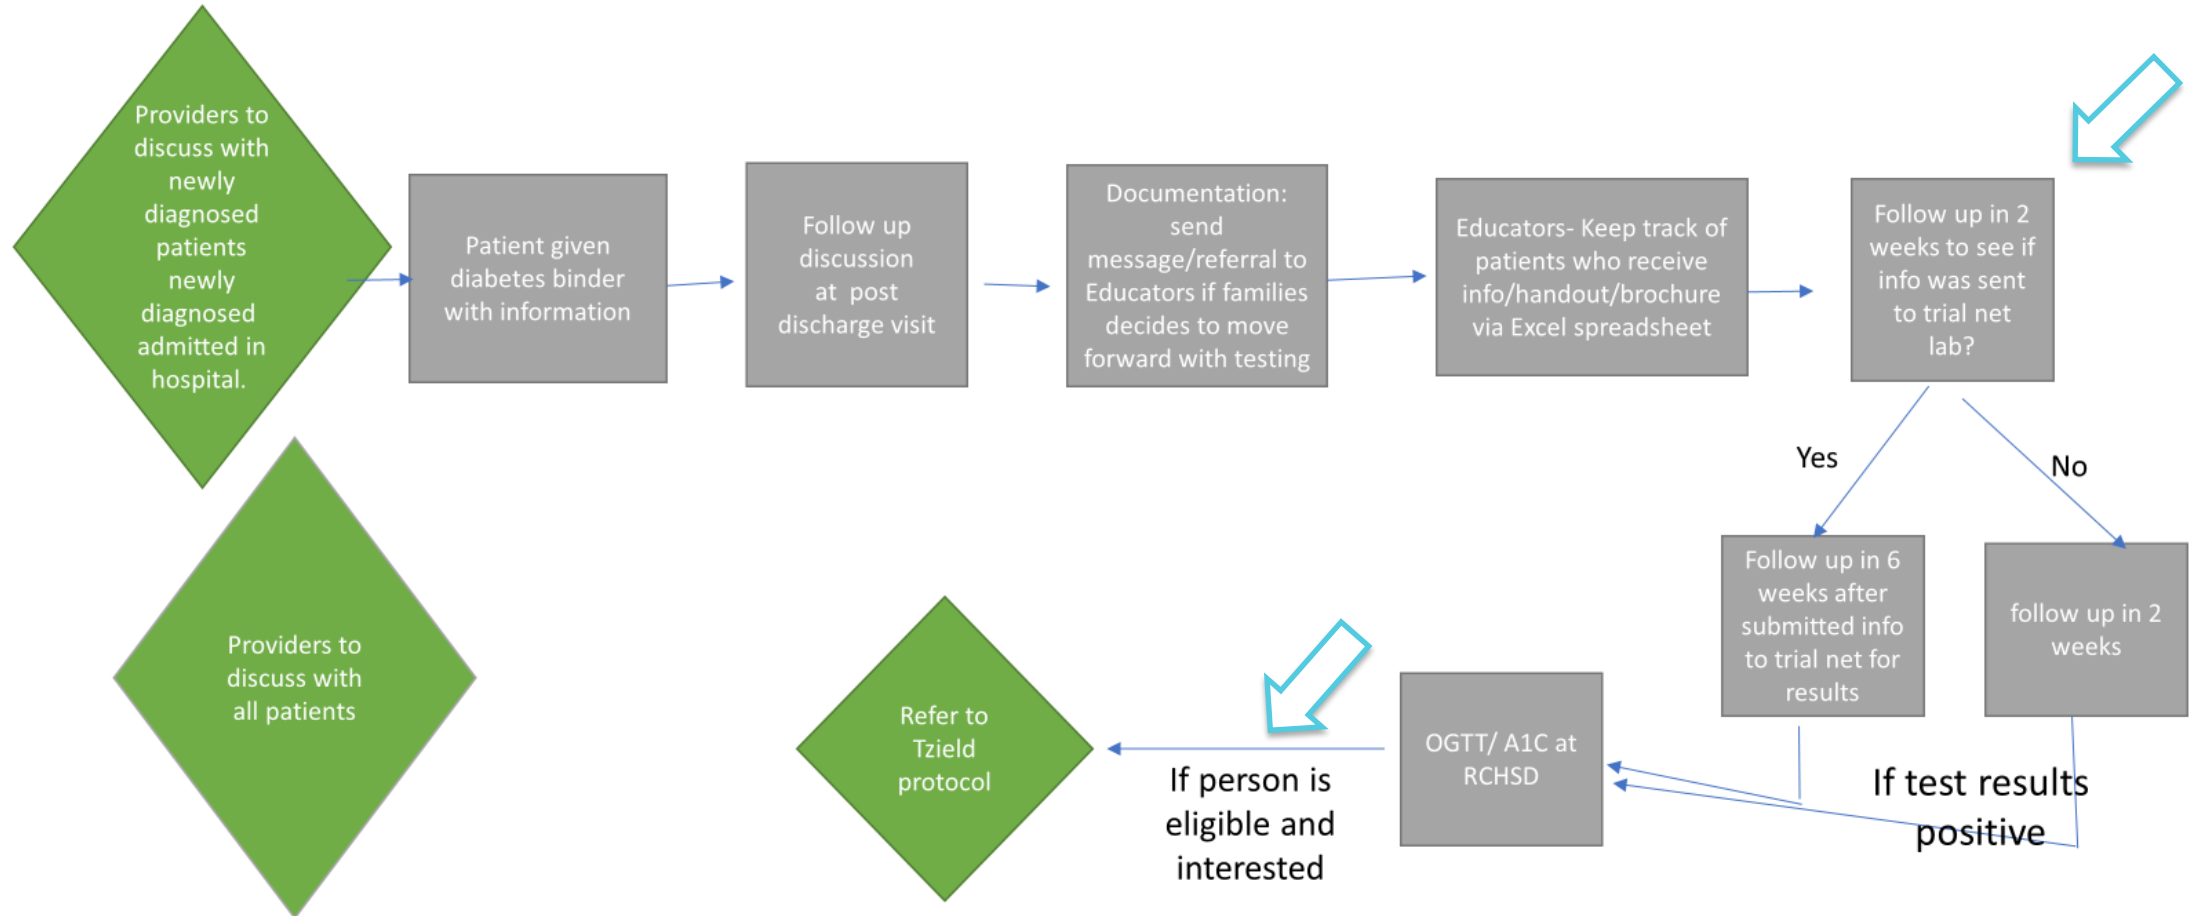 Providers to
discuss with
newly
diagnosed
patients
newly
diagnosed
admitted in
hospital.
Patient given
diabetes binder
with information
Follow up
discussion
at post
discharge visit
Documentation:
send
message/referral to
Educators if families
decides to move
forward with testing
Educators- Keep track of
patients who receive
info/handout/brochure
via Excel spreadsheet
Follow up in 2
weeks to see if
info was sent
to trial net
lab?
Yes
No
Follow up in 6
weeks after
submitted info
to trial net for
results
follow up in 2
weeks
If test results
positive
OGTT/ A1C at
RCHSD
If person is
eligible and
interested
Refer to
Tzield
protocol
Providers to
discuss with
all patients